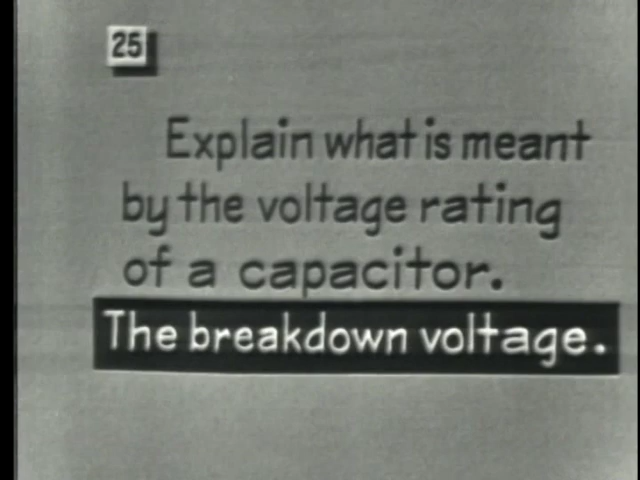 25
Explain what is meant
by the voltage rating
of a capacitor.
The breakdown voltage.